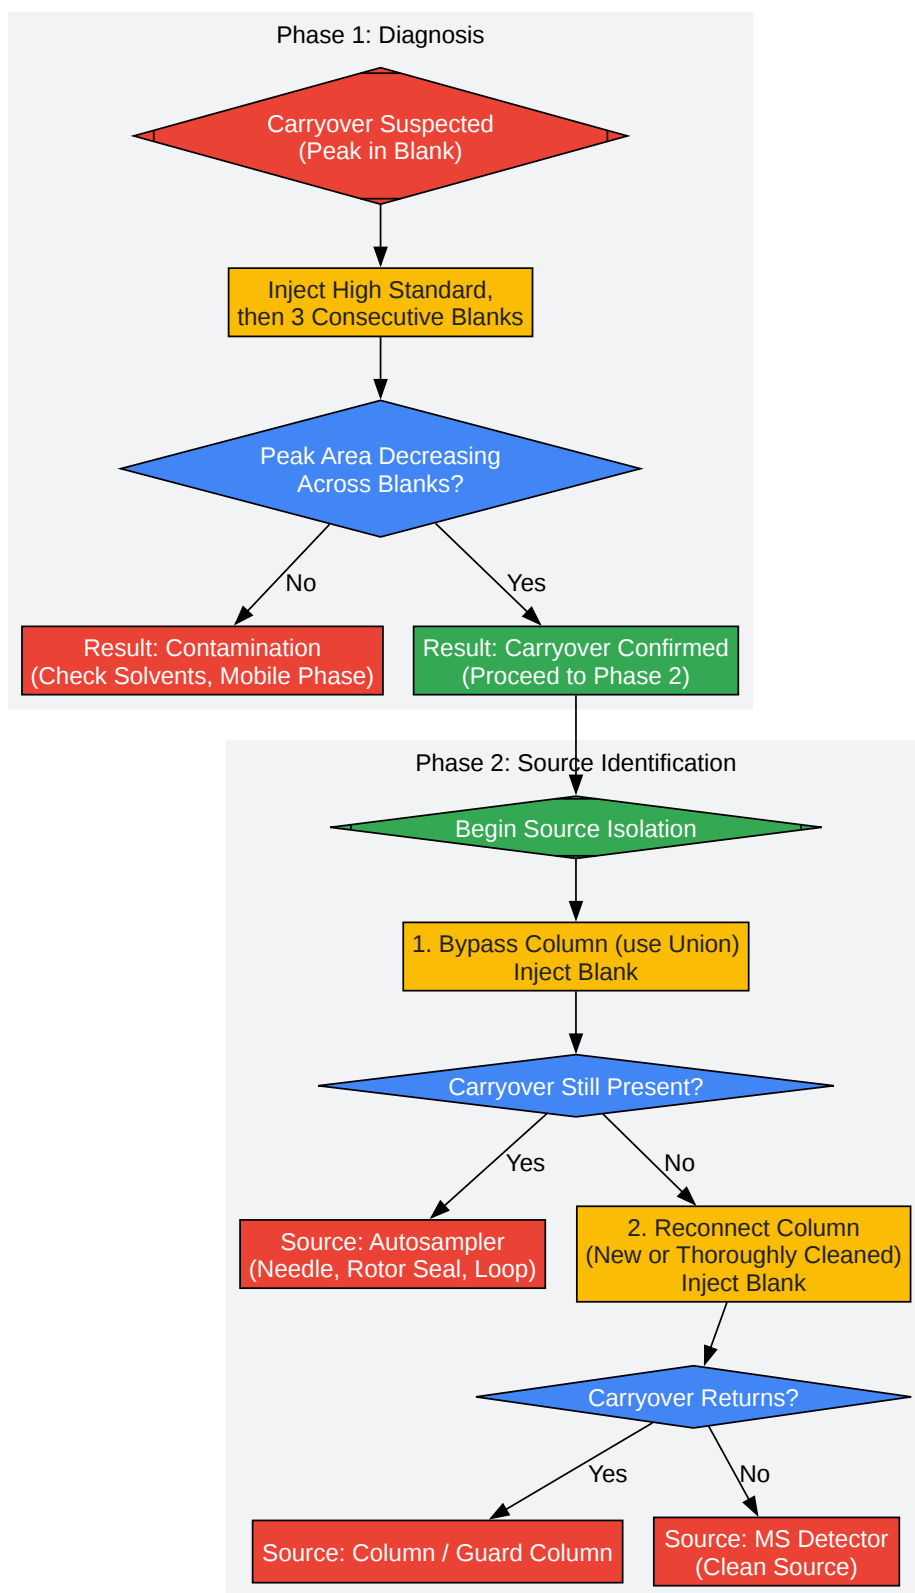 Phase 1: Diagnosis
Carryover Suspected
(Peak in Blank)
Inject High Standard,
then 3 Consecutive Blanks
Peak Area Decreasing
Across Blanks?
No
Yes
Result: Contamination
(Check Solvents, Mobile Phase)
Result: Carryover Confirmed
(Proceed to Phase 2)
Phase 2: Source Identification
Begin Source Isolation
1. Bypass Column (use Union)
Inject Blank
Carryover Still Present?
Yes
No
Source: Autosampler
(Needle, Rotor Seal, Loop)
2. Reconnect Column
(New or Thoroughly Cleaned)
Inject Blank
Carryover Returns?
Yes
No
Source: Column / Guard Column
Source: MS Detector
(Clean Source)